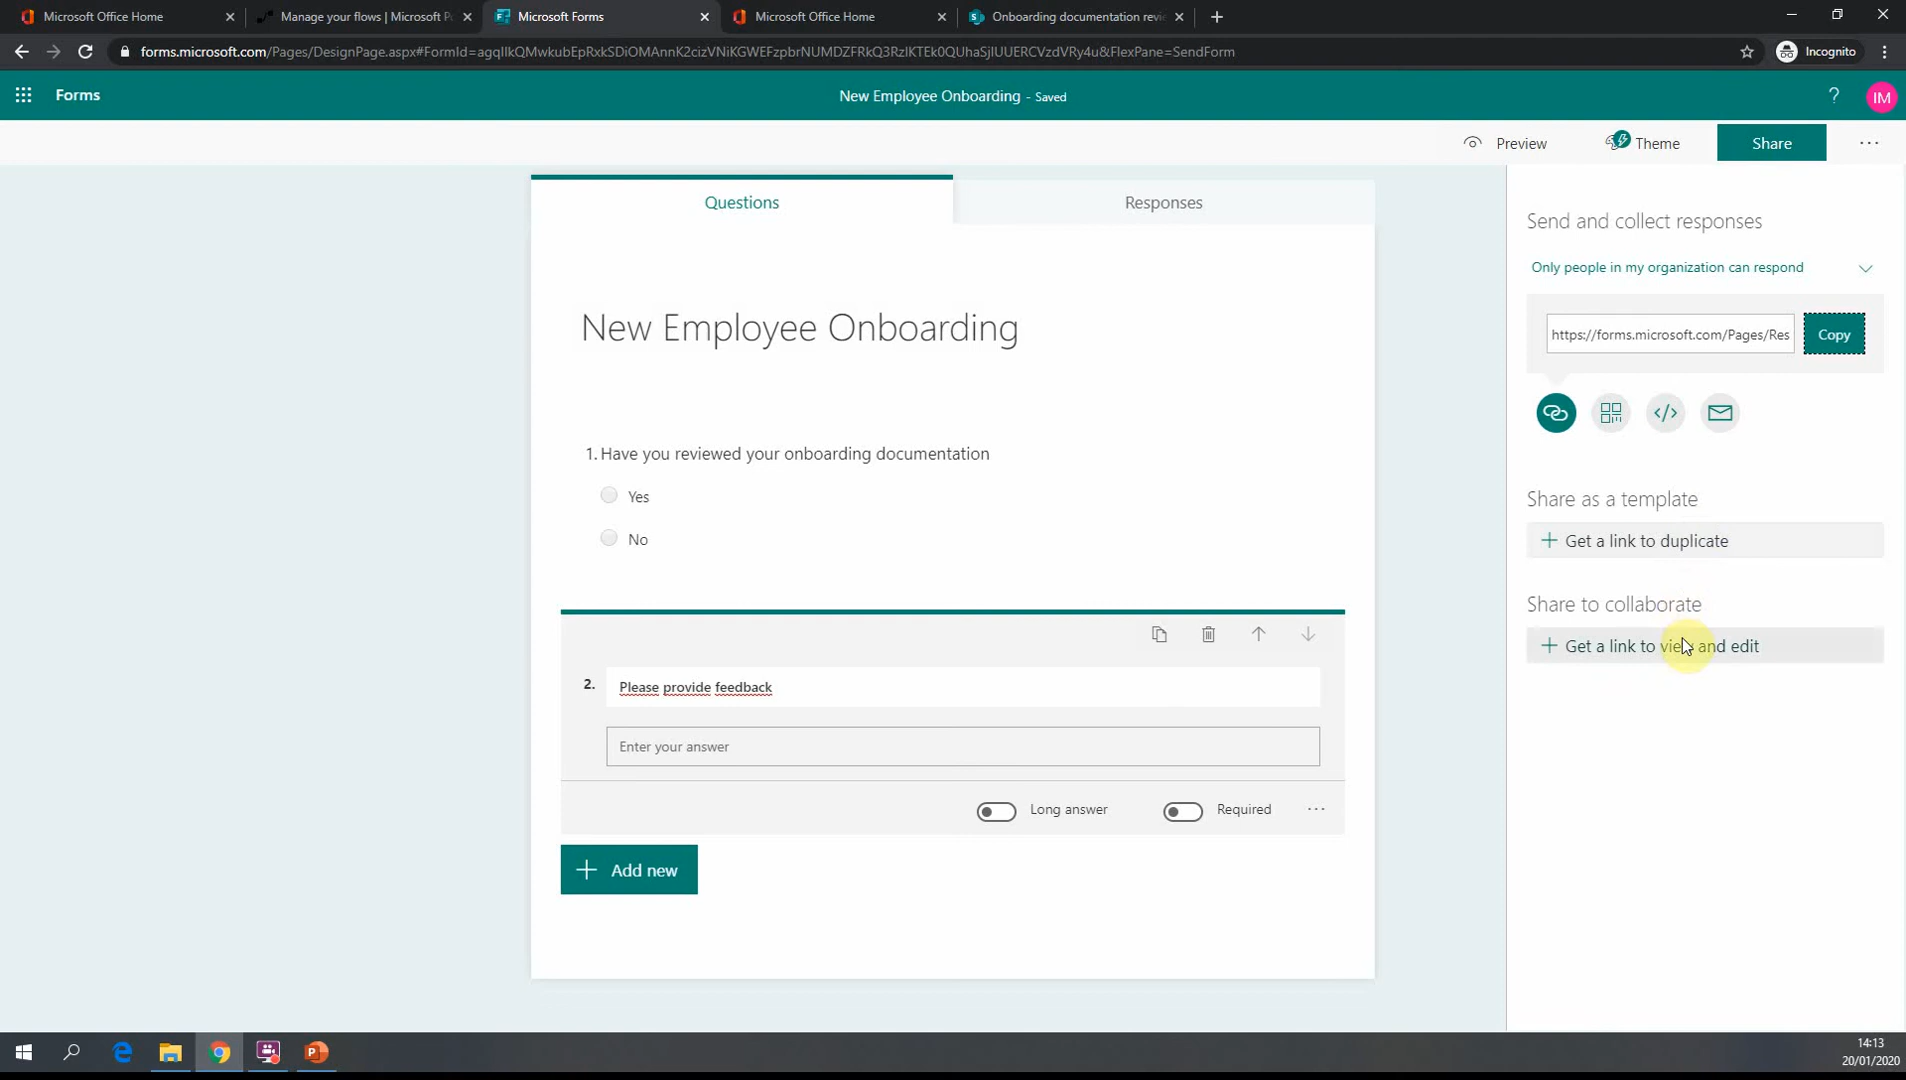 Microsoft Office Home
Manage your flows | Microsoft Po
Microsoft Forms
Microsoft Office Home
Onboarding documentation revie
forms.microsoft.com/Pages/DesignPage.aspx#FormId=agqIlkQMwkubEpRxkSDiOMAnnK2cizVNiKGWEFzpbrNUMDZFRkQ3RzlKTEk0QUhaSjlUUERCVzdVRy4u&FlexPane=SendForm
Incognito
Forms
New Employee Onboarding - Saved
?
IM
Preview
Theme
Share
Questions
Responses
New Employee Onboarding
1. Have you reviewed your onboarding documentation
Yes
No
2. Please provide feedback
Enter your answer
Long answer
Required
Add new
Send and collect responses
Only people in my organization can respond
https://forms.microsoft.com/Pages/Res
Copy
Share as a template
Get a link to duplicate
Share to collaborate
Get a link to view and edit
14:13
20/01/2020